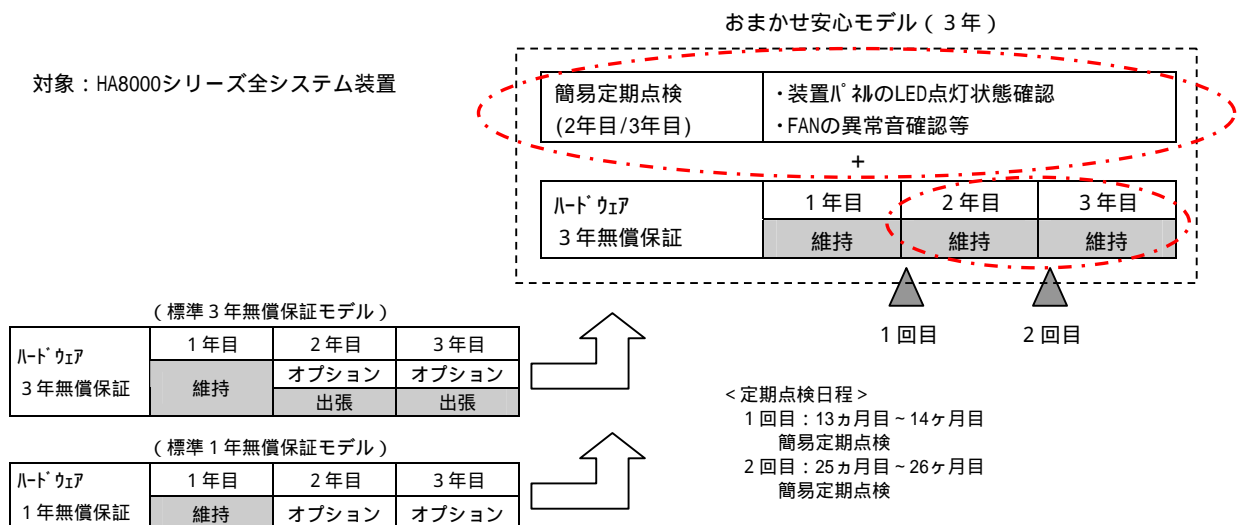 おまかせ安心モデル(3年)
対象:HA8000シリーズ全システム装置
簡易定期点検
(2年目/3年目)
・装置ﾊﾟﾈﾙのLED点灯状態確認
・FANの異常音確認等
+
ﾊｰﾄﾞｳｪｱ
3年無償保証
1年目 2年目 3年目
維持 維持 維持
1回目 2回目
(標準3年無償保証モデル)
ﾊｰﾄﾞｳｪｱ
3年無償保証
1年目 2年目 3年目
維持
オプション オプション
出張 出張
<定期点検日程>
1回目:13ヵ月目~14ヶ月目
簡易定期点検
2回目:25ヵ月目~26ヶ月目
簡易定期点検
(標準1年無償保証モデル)
ﾊｰﾄﾞｳｪｱ
1年無償保証
1年目 2年目 3年目
維持 オプション オプション